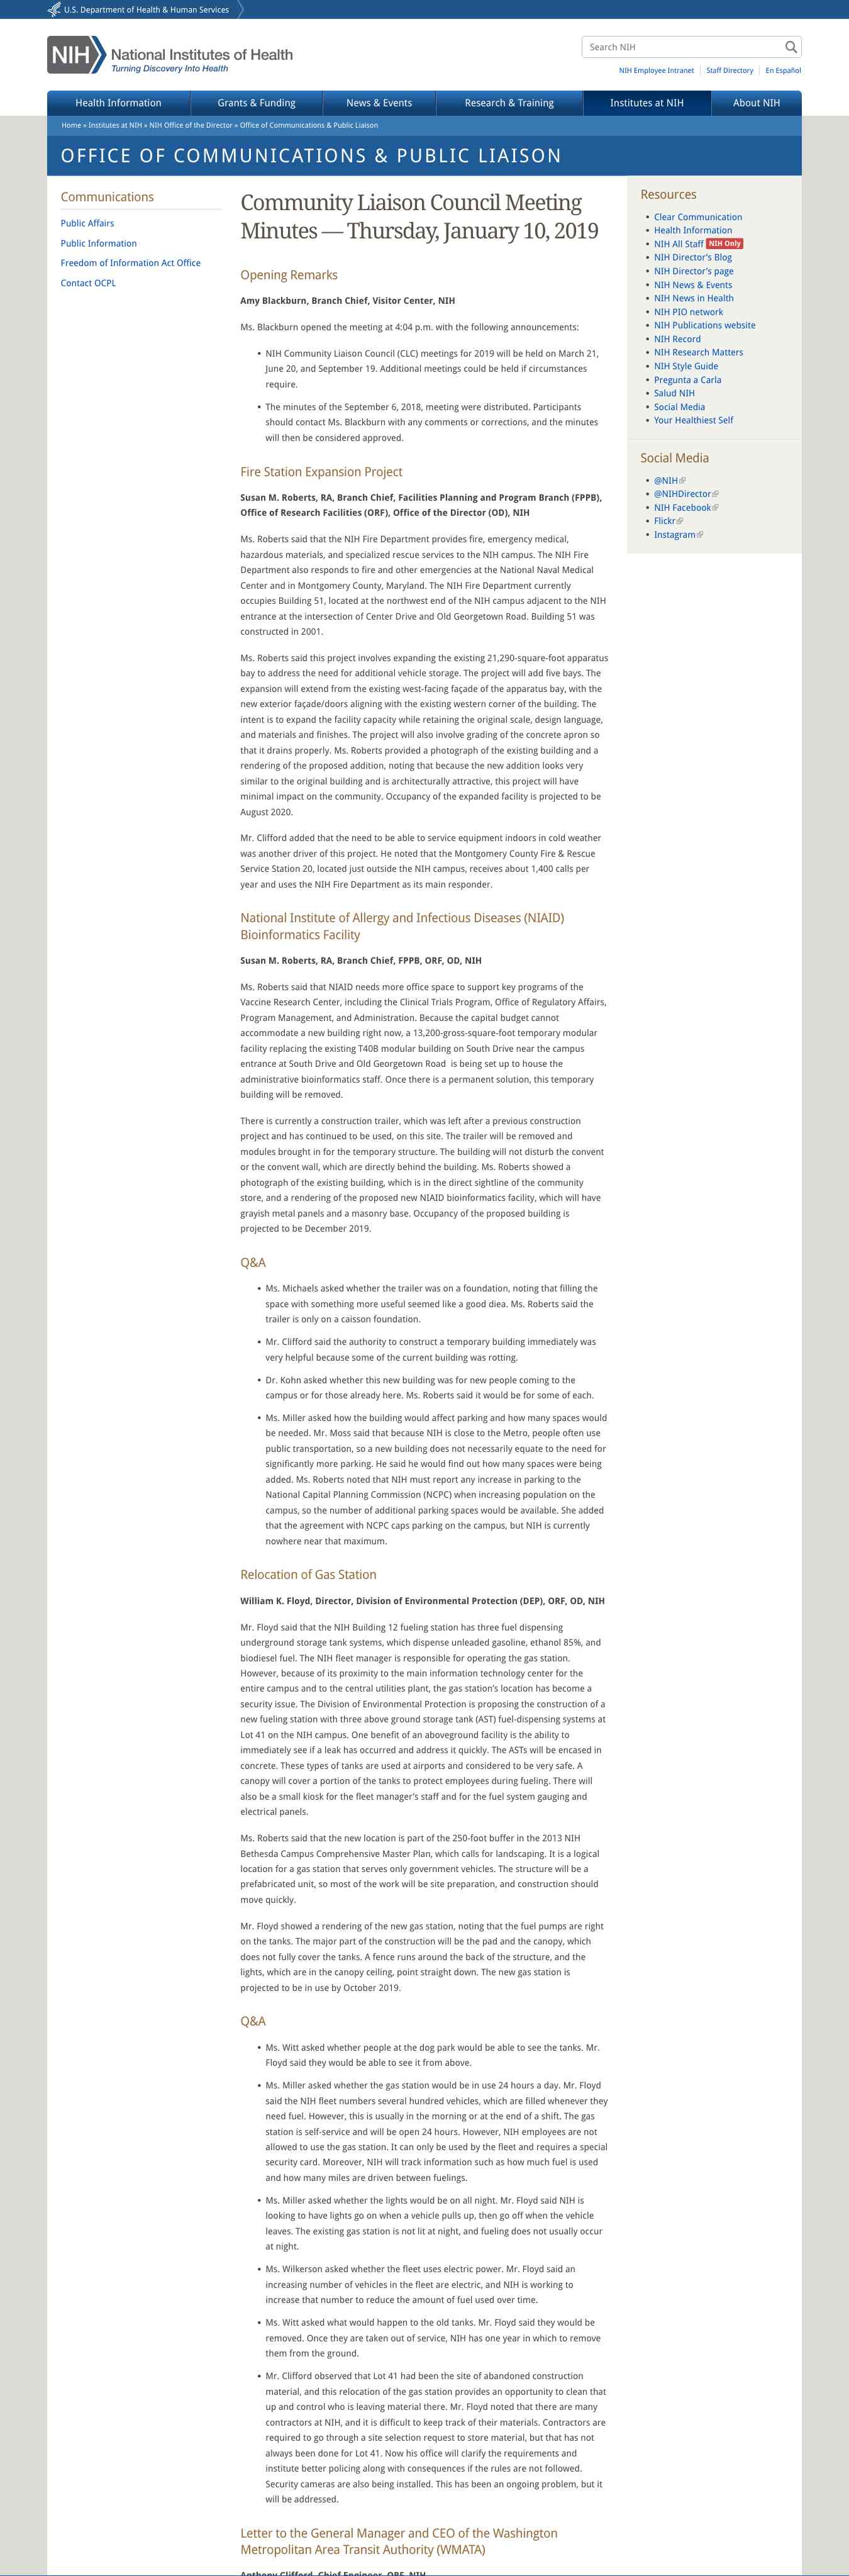 U.S. Department of Health & Human Services
NIH
National Institutes of Health
Turning Discovery Into Health
Search NIH
NIH Employee Intranet
Staff Directory
En Español
Health Information
Grants & Funding
News & Events
Research & Training
Institutes at NIH
About NIH
Home » Institutes at NIH » NIH Office of the Director » Office of Communications & Public Liaison
OFFICE OF COMMUNICATIONS & PUBLIC LIAISON
Communications
Public Affairs
Public Information
Freedom of Information Act Office
Contact OCPL
Community Liaison Council Meeting
Minutes — Thursday, January 10, 2019
Opening Remarks
Amy Blackburn, Branch Chief, Visitor Center, NIH
Ms. Blackburn opened the meeting at 4:04 p.m. with the following announcements:
• NIH Community Liaison Council (CLC) meetings for 2019 will be held on March 21,
June 20, and September 19. Additional meetings could be held if circumstances
require.
• The minutes of the September 6, 2018, meeting were distributed. Participants
should contact Ms. Blackburn with any comments or corrections, and the minutes
will then be considered approved.
Fire Station Expansion Project
Susan M. Roberts, RA, Branch Chief, Facilities Planning and Program Branch (FPPB),
Office of Research Facilities (ORF), Office of the Director (OD), NIH
Ms. Roberts said that the NIH Fire Department provides fire, emergency medical,
hazardous materials, and specialized rescue services to the NIH campus. The NIH Fire
Department also responds to fire and other emergencies at the National Naval Medical
Center and in Montgomery County, Maryland. The NIH Fire Department currently
occupies Building 51, located at the northwest end of the NIH campus adjacent to the NIH
entrance at the intersection of Center Drive and Old Georgetown Road. Building 51 was
constructed in 2001.
Ms. Roberts said this project involves expanding the existing 21,290-square-foot apparatus
bay to address the need for additional vehicle storage. The project will add five bays. The
expansion will extend from the existing west-facing façade of the apparatus bay, with the
new exterior façade/doors aligning with the existing western corner of the building. The
intent is to expand the facility capacity while retaining the original scale, design language,
and materials and finishes. The project will also involve grading of the concrete apron so
that it drains properly. Ms. Roberts provided a photograph of the existing building and a
rendering of the proposed addition, noting that because the new addition looks very
similar to the original building and is architecturally attractive, this project will have
minimal impact on the community. Occupancy of the expanded facility is projected to be
August 2020.
Mr. Clifford added that the need to be able to service equipment indoors in cold weather
was another driver of this project. He noted that the Montgomery County Fire & Rescue
Service Station 20, located just outside the NIH campus, receives about 1,400 calls per
year and uses the NIH Fire Department as its main responder.
National Institute of Allergy and Infectious Diseases (NIAID)
Bioinformatics Facility
Susan M. Roberts, RA, Branch Chief, FPPB, ORF, OD, NIH
Ms. Roberts said that NIAID needs more office space to support key programs of the
Vaccine Research Center, including the Clinical Trials Program, Office of Regulatory Affairs,
Program Management, and Administration. Because the capital budget cannot
accommodate a new building right now, a 13,200-gross-square-foot temporary modular
facility replacing the existing T40B modular building on South Drive near the campus
entrance at South Drive and Old Georgetown Road  is being set up to house the
administrative bioinformatics staff. Once there is a permanent solution, this temporary
building will be removed.
There is currently a construction trailer, which was left after a previous construction
project and has continued to be used, on this site. The trailer will be removed and
modules brought in for the temporary structure. The building will not disturb the convent
or the convent wall, which are directly behind the building. Ms. Roberts showed a
photograph of the existing building, which is in the direct sightline of the community
store, and a rendering of the proposed new NIAID bioinformatics facility, which will have
grayish metal panels and a masonry base. Occupancy of the proposed building is
projected to be December 2019.
Q&A
• Ms. Michaels asked whether the trailer was on a foundation, noting that filling the
space with something more useful seemed like a good diea. Ms. Roberts said the
trailer is only on a caisson foundation.
• Mr. Clifford said the authority to construct a temporary building immediately was
very helpful because some of the current building was rotting.
• Dr. Kohn asked whether this new building was for new people coming to the
campus or for those already here. Ms. Roberts said it would be for some of each.
• Ms. Miller asked how the building would affect parking and how many spaces would
be needed. Mr. Moss said that because NIH is close to the Metro, people often use
public transportation, so a new building does not necessarily equate to the need for
significantly more parking. He said he would find out how many spaces were being
added. Ms. Roberts noted that NIH must report any increase in parking to the
National Capital Planning Commission (NCPC) when increasing population on the
campus, so the number of additional parking spaces would be available. She added
that the agreement with NCPC caps parking on the campus, but NIH is currently
nowhere near that maximum.
Relocation of Gas Station
William K. Floyd, Director, Division of Environmental Protection (DEP), ORF, OD, NIH
Mr. Floyd said that the NIH Building 12 fueling station has three fuel dispensing
underground storage tank systems, which dispense unleaded gasoline, ethanol 85%, and
biodiesel fuel. The NIH fleet manager is responsible for operating the gas station.
However, because of its proximity to the main information technology center for the
entire campus and to the central utilities plant, the gas station's location has become a
security issue. The Division of Environmental Protection is proposing the construction of a
new fueling station with three above ground storage tank (AST) fuel-dispensing systems at
Lot 41 on the NIH campus. One benefit of an aboveground facility is the ability to
immediately see if a leak has occurred and address it quickly. The ASTs will be encased in
concrete. These types of tanks are used at airports and considered to be very safe. A
canopy will cover a portion of the tanks to protect employees during fueling. There will
also be a small kiosk for the fleet manager's staff and for the fuel system gauging and
electrical panels.
Ms. Roberts said that the new location is part of the 250-foot buffer in the 2013 NIH
Bethesda Campus Comprehensive Master Plan, which calls for landscaping. It is a logical
location for a gas station that serves only government vehicles. The structure will be a
prefabricated unit, so most of the work will be site preparation, and construction should
move quickly.
Mr. Floyd showed a rendering of the new gas station, noting that the fuel pumps are right
on the tanks. The major part of the construction will be the pad and the canopy, which
does not fully cover the tanks. A fence runs around the back of the structure, and the
lights, which are in the canopy ceiling, point straight down. The new gas station is
projected to be in use by October 2019.
Q&A
• Ms. Witt asked whether people at the dog park would be able to see the tanks. Mr.
Floyd said they would be able to see it from above.
• Ms. Miller asked whether the gas station would be in use 24 hours a day. Mr. Floyd
said the NIH fleet numbers several hundred vehicles, which are filled whenever they
need fuel. However, this is usually in the morning or at the end of a shift. The gas
station is self-service and will be open 24 hours. However, NIH employees are not
allowed to use the gas station. It can only be used by the fleet and requires a special
security card. Moreover, NIH will track information such as how much fuel is used
and how many miles are driven between fuelings.
• Ms. Miller asked whether the lights would be on all night. Mr. Floyd said NIH is
looking to have lights go on when a vehicle pulls up, then go off when the vehicle
leaves. The existing gas station is not lit at night, and fueling does not usually occur
at night.
• Ms. Wilkerson asked whether the fleet uses electric power. Mr. Floyd said an
increasing number of vehicles in the fleet are electric, and NIH is working to
increase that number to reduce the amount of fuel used over time.
• Ms. Witt asked what would happen to the old tanks. Mr. Floyd said they would be
removed. Once they are taken out of service, NIH has one year in which to remove
them from the ground.
• Mr. Clifford observed that Lot 41 had been the site of abandoned construction
material, and this relocation of the gas station provides an opportunity to clean that
up and control who is leaving material there. Mr. Floyd noted that there are many
contractors at NIH, and it is difficult to keep track of their materials. Contractors are
required to go through a site selection request to store material, but that has not
always been done for Lot 41. Now his office will clarify the requirements and
institute better policing along with consequences if the rules are not followed.
Security cameras are also being installed. This has been an ongoing problem, but it
will be addressed.
Letter to the General Manager and CEO of the Washington
Metropolitan Area Transit Authority (WMATA)
Anthony Clifford, Chief Engineer, ORF, NIH
Resources
• Clear Communication
• Health Information
• NIH All Staff NIH Only
• NIH Director's Blog
• NIH Director's page
• NIH News & Events
• NIH News in Health
• NIH PIO network
• NIH Publications website
• NIH Record
• NIH Research Matters
• NIH Style Guide
• Pregunta a Carla
• Salud NIH
• Social Media
• Your Healthiest Self
Social Media
• @NIH
• @NIHDirector
• NIH Facebook
• Flickr
• Instagram